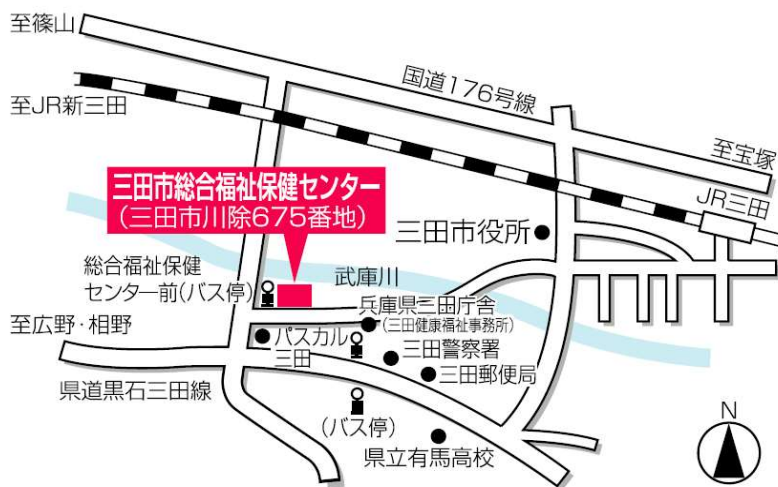 至篠山
国道176号線
至JR新三田
至宝塚
JR三田
三田市総合福祉保健センター
(三田市川除675番地)
三田市役所
総合福祉保健
センター前(バス停)
武庫川
兵庫県三田庁舎
(三田健康福祉事務所)
至広野・相野
パスカル
三田
三田警察署
三田郵便局
県道黒石三田線
(バス停)
県立有馬高校
N